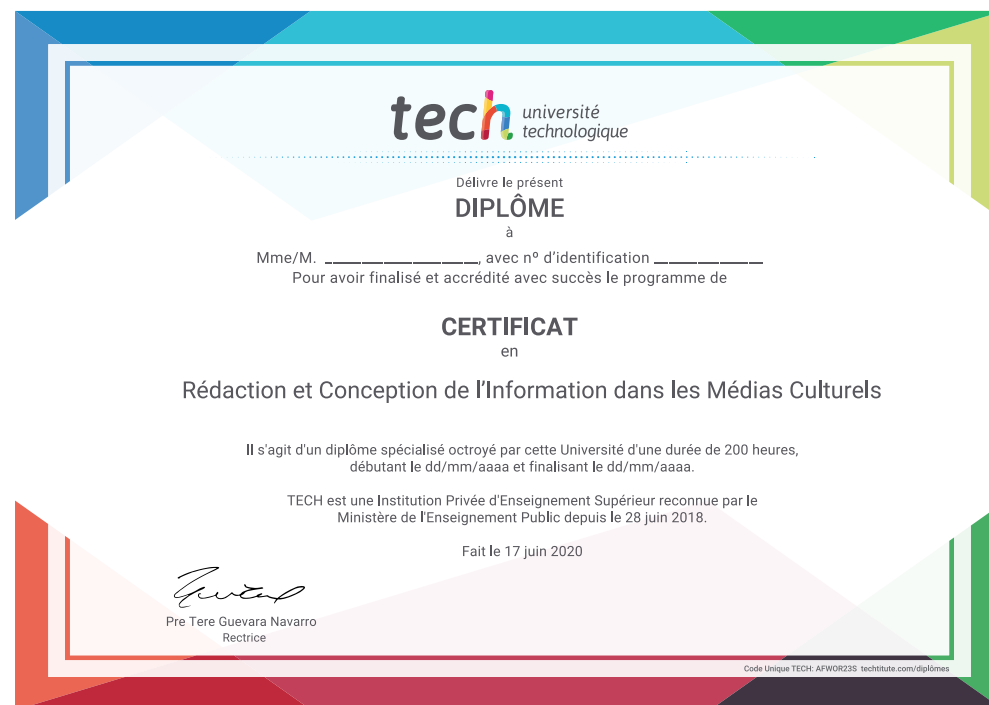 tech université
technologique
Délivre le présent
DIPLÔME
à
Mme/M. ____________________, avec nº d'identification ______________
Pour avoir finalisé et accrédité avec succès le programme de
CERTIFICAT
en
Rédaction et Conception de l'Information dans les Médias Culturels
Il s'agit d'un diplôme spécialisé octroyé par cette Université d'une durée de 200 heures,
débutant le dd/mm/aaaa et finalisant le dd/mm/aaaa.
TECH est une Institution Privée d'Enseignement Supérieur reconnue par le
Ministère de l'Enseignement Public depuis le 28 juin 2018.
Fait le 17 juin 2020
Pre Tere Guevara Navarro
Rectrice
Code Unique TECH: AFWOR23S techtitute.com/diplômes